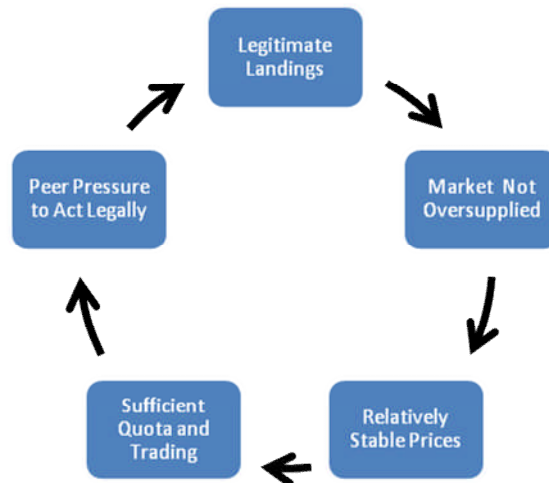 Legitimate
Landings
Peer Pressure
to Act Legally
Market Not
Oversupplied
Sufficient
Quota and
Trading
Relatively
Stable Prices